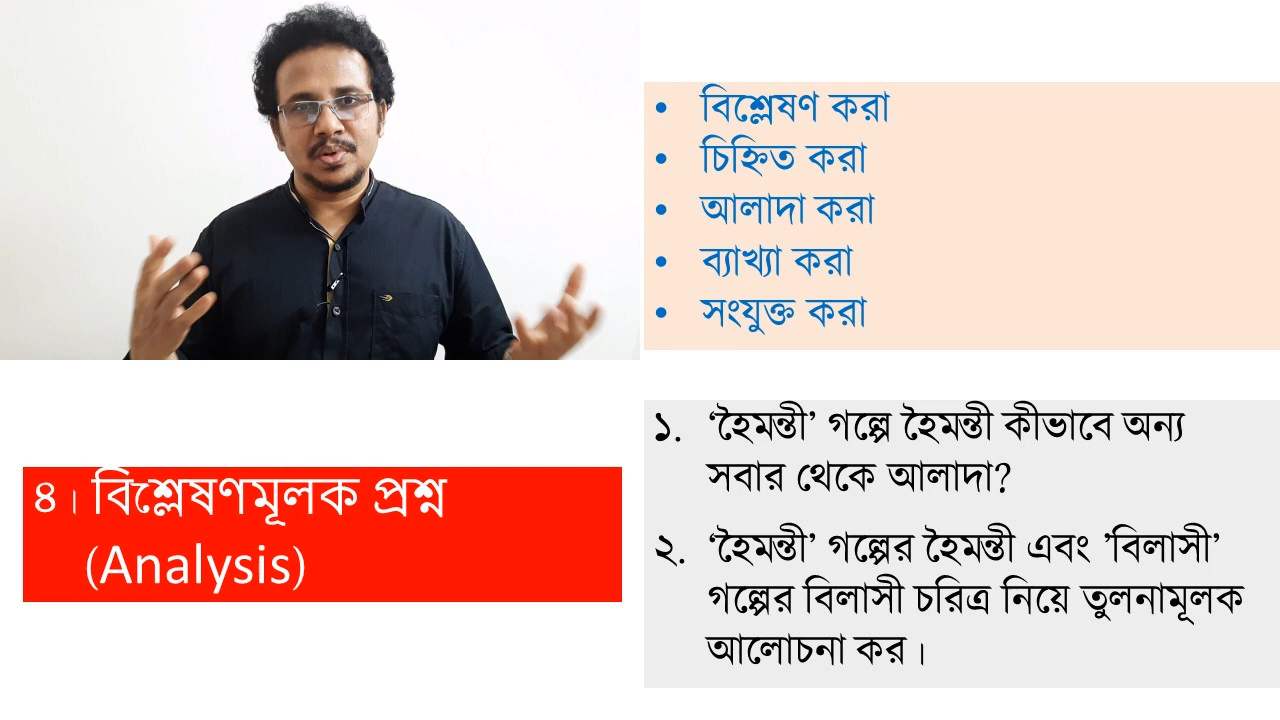 • বিশ্লেষণ করা
• চিহ্নিত করা
• আলাদা করা
• ব্যাখ্যা করা
• সংযুক্ত করা
৪। বিশ্লেষণমূলক প্রশ্ন
(Analysis)
১. ‘হৈমন্তী’ গল্পে হৈমন্তী কীভাবে অন্য
সবার থেকে আলাদা?
২. ‘হৈমন্তী’ গল্পের হৈমন্তী এবং ’বিলাসী’
গল্পের বিলাসী চরিত্র নিয়ে তুলনামূলক
আলোচনা কর।